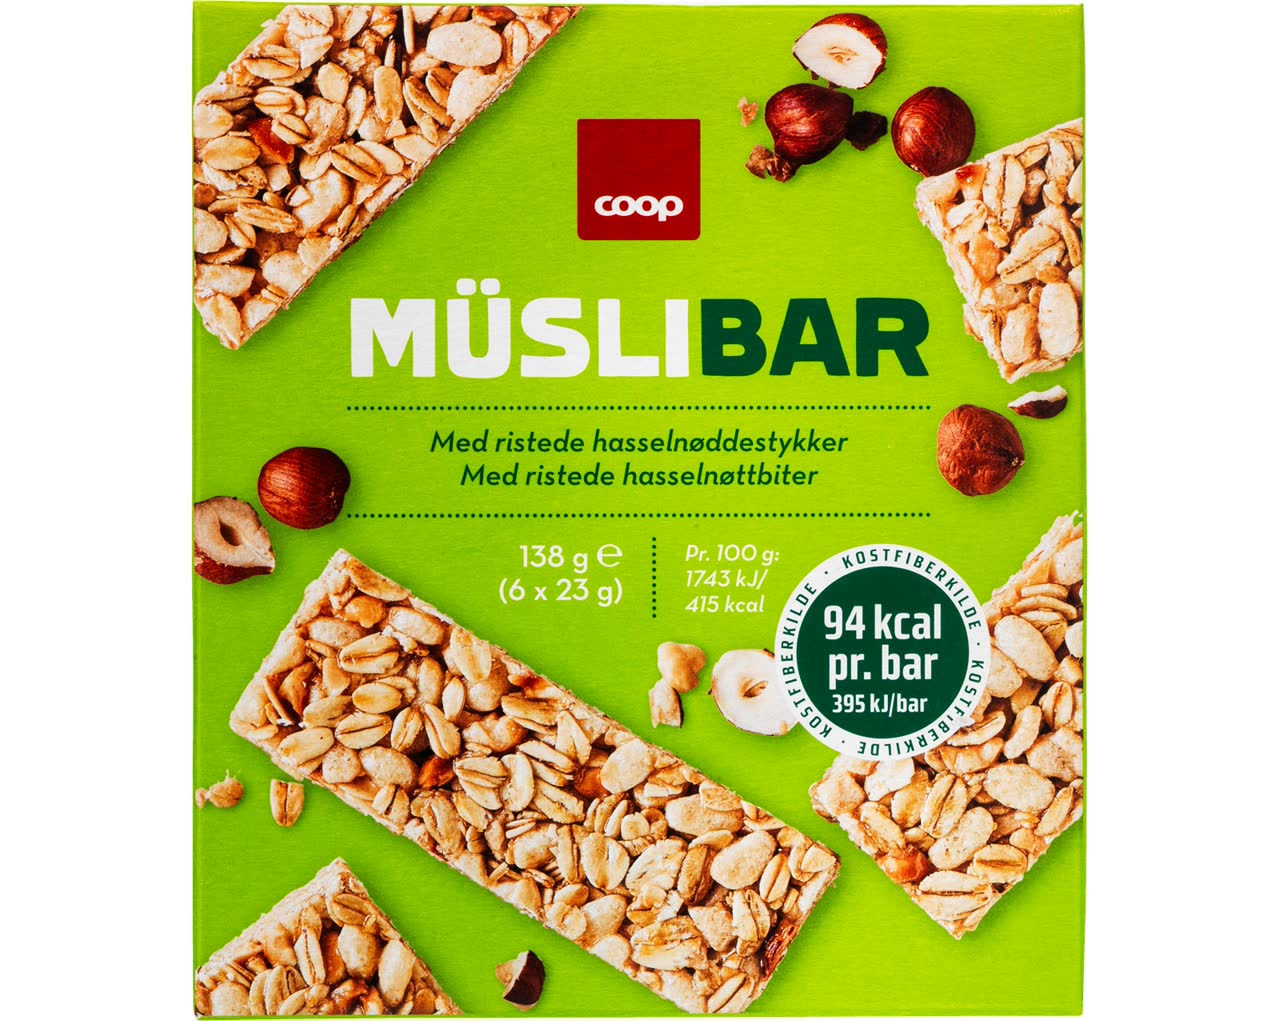 coop
MÜSLIBAR
Med ristede hasselnøddestykker
Med ristede hasselnøttbiter
138 g ℮
(6 x 23 g)
Pr. 100 g:
1743 kJ/
415 kcal
KOSTFIBERKILDE · KOSTFIBERKILDE · KOSTFIBERKILDE ·
94 kcal
pr. bar
395 kJ/bar